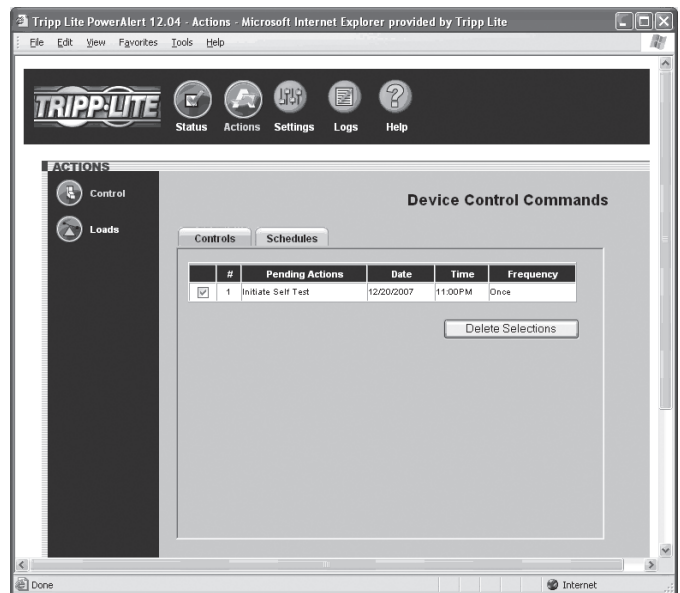 Tripp Lite PowerAlert 12.04 - Actions - Microsoft Internet Explorer provided by Tripp Lite
File Edit View Favorites Tools Help
TRIPP·LITE
Status Actions Settings Logs Help
ACTIONS
Control
Loads
Device Control Commands
Controls Schedules
# Pending Actions Date Time Frequency
1 Initiate Self Test 12/20/2007 11:00PM Once
Delete Selections
Done Internet